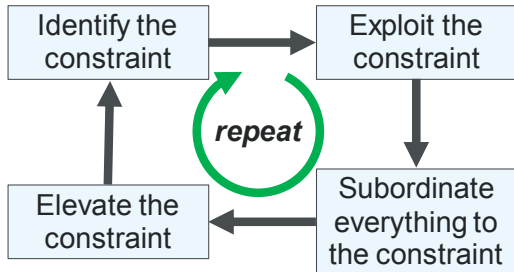 Identify the
constraint
Exploit the
constraint
repeat
Subordinate
everything to
the constraint
Elevate the
constraint